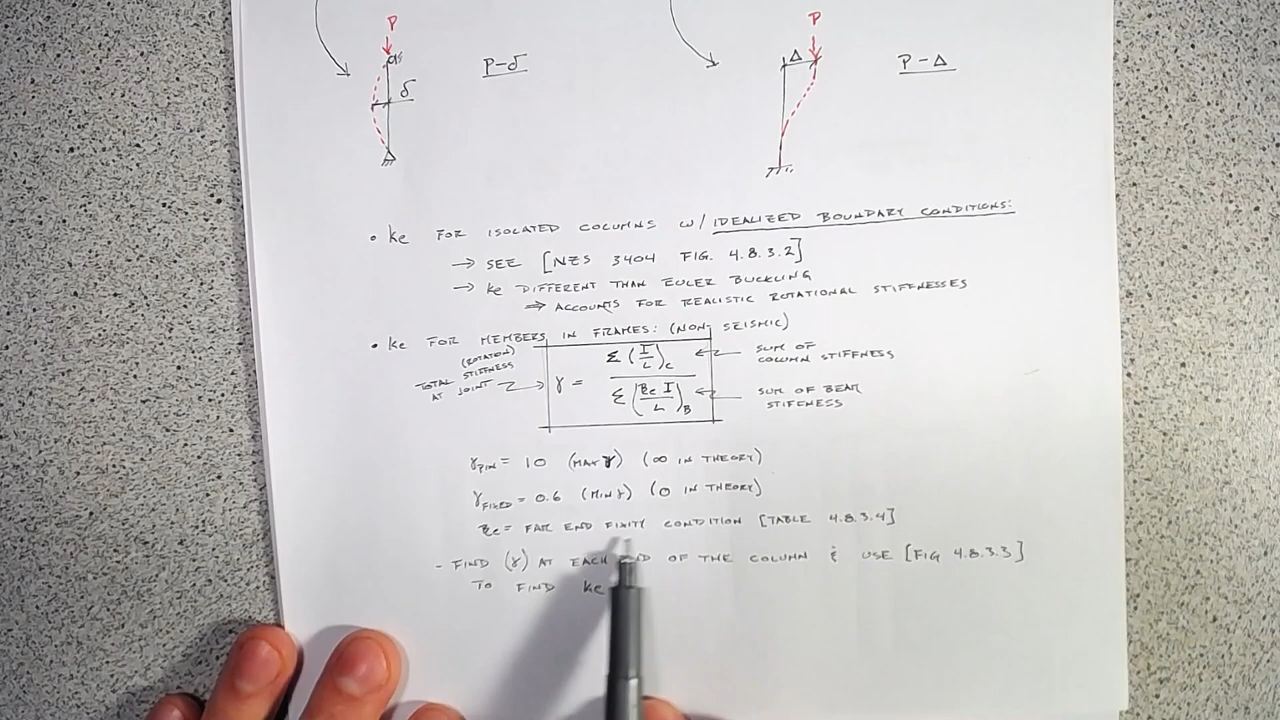 P
P
δ
P-δ
Δ
P-Δ
• ke FOR ISOLATED COLUMNS w/ IDEALIZED BOUNDARY CONDITIONS:
→ SEE [NZS 3404 FIG. 4.8.3.2]
→ ke DIFFERENT THAN EULER BUCKLING
⇒ ACCOUNTS FOR REALISTIC ROTATIONAL STIFFNESSES
• ke FOR MEMBERS IN FRAMES: (NON-SEISMIC)
(ROTATION)
TOTAL STIFFNESS
AT JOINT
γ = Σ(I/L)c / Σ(βe I/L)B
SUM OF
COLUMN STIFFNESS
SUM OF BEAM
STIFFNESS
γPIN = 10 (MAX γ) (∞ IN THEORY)
γFIXED = 0.6 (MIN γ) (0 IN THEORY)
βe = FAR END FIXITY CONDITION [TABLE 4.8.3.4]
- FIND (γ) AT EACH END OF THE COLUMN & USE [FIG 4.8.3.3]
TO FIND ke